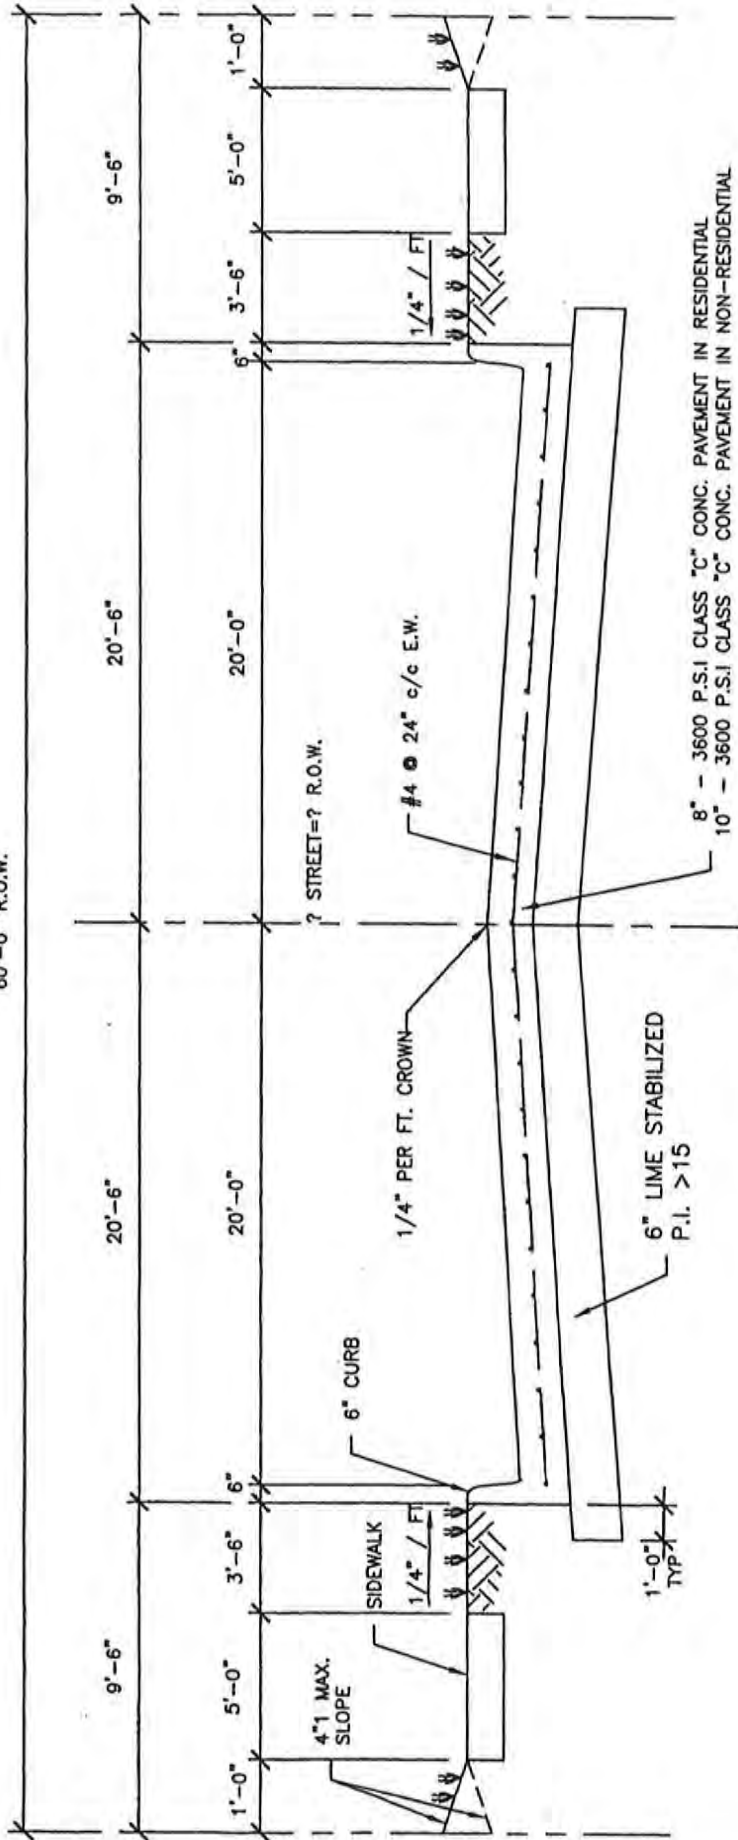 60'-0" R.O.W.
9'-6"
20'-6"
20'-6"
9'-6"
1'-0"
5'-0"
3'-6"
6"
20'-0"
20'-0"
6"
3'-6"
5'-0"
1'-0"
? STREET=? R.O.W.
4"1 MAX.
SLOPE
SIDEWALK
1/4" / FT
6" CURB
1/4" PER FT. CROWN
#4 @ 24" c/c E.W.
1/4" / FT
1'-0"
TYP
6" LIME STABILIZED
P.I. >15
8" - 3600 P.S.I CLASS "C" CONC. PAVEMENT IN RESIDENTIAL
10" - 3600 P.S.I CLASS "C" CONC. PAVEMENT IN NON-RESIDENTIAL